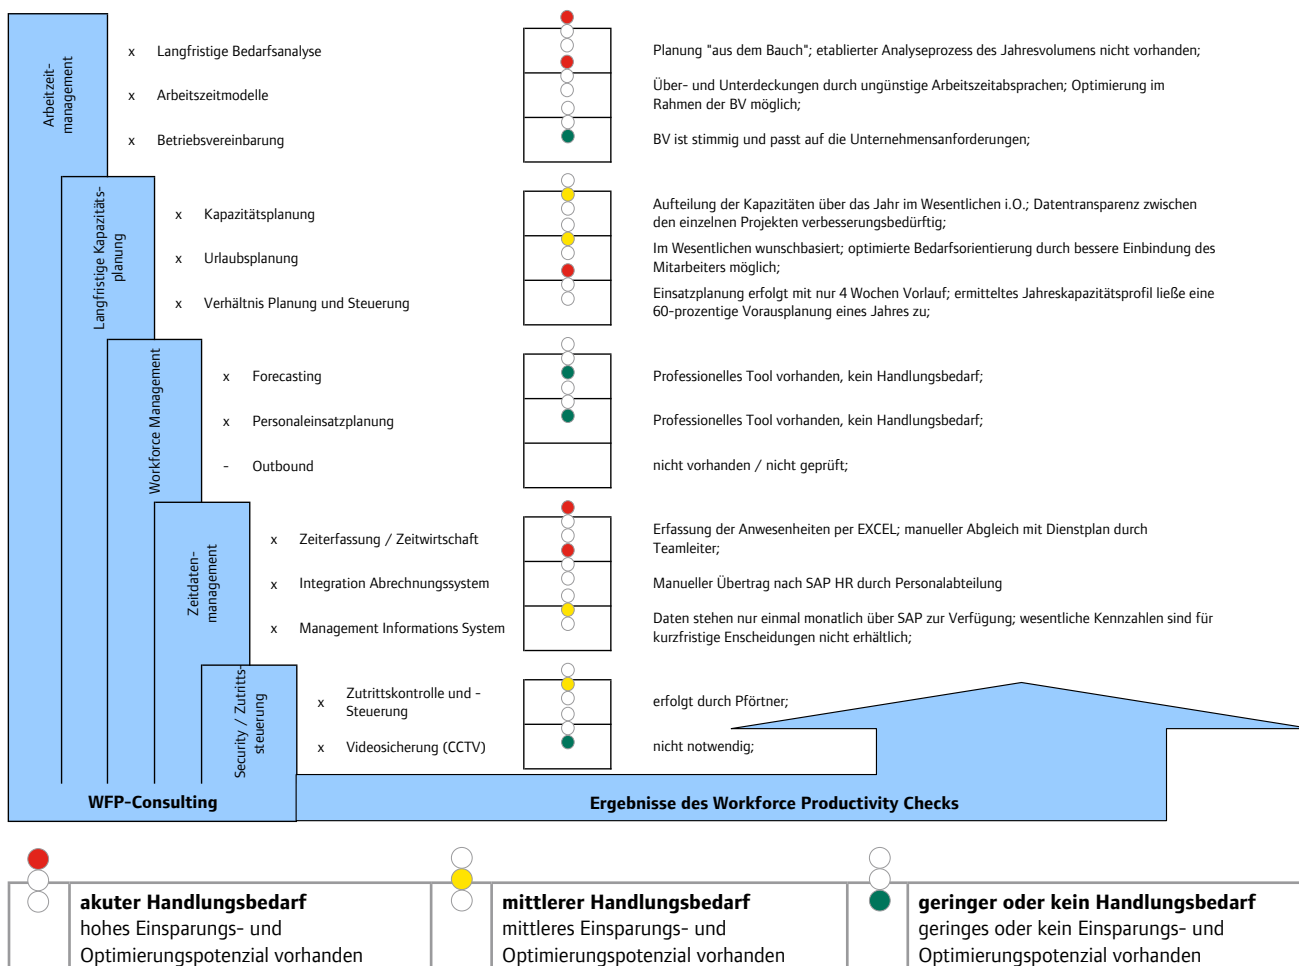 Arbeitzeit-
management
x Langfristige Bedarfsanalyse
Planung "aus dem Bauch"; etablierter Analyseprozess des Jahresvolumens nicht vorhanden;
x Arbeitszeitmodelle
Über- und Unterdeckungen durch ungünstige Arbeitszeitabsprachen; Optimierung im
Rahmen der BV möglich;
x Betriebsvereinbarung
BV ist stimmig und passt auf die Unternehmensanforderungen;
Langfristige Kapazitäts-
planung
x Kapazitätsplanung
Aufteilung der Kapazitäten über das Jahr im Wesentlichen i.O.; Datentransparenz zwischen
den einzelnen Projekten verbesserungsbedürftig;
x Urlaubsplanung
Im Wesentlichen wunschbasiert; optimierte Bedarfsorientierung durch bessere Einbindung des
Mitarbeiters möglich;
x Verhältnis Planung und Steuerung
Einsatzplanung erfolgt mit nur 4 Wochen Vorlauf; ermitteltes Jahreskapazitätsprofil ließe eine
60-prozentige Vorausplanung eines Jahres zu;
Workforce Management
x Forecasting
Professionelles Tool vorhanden, kein Handlungsbedarf;
x Personaleinsatzplanung
Professionelles Tool vorhanden, kein Handlungsbedarf;
- Outbound
nicht vorhanden / nicht geprüft;
Zeitdaten-
management
x Zeiterfassung / Zeitwirtschaft
Erfassung der Anwesenheiten per EXCEL; manueller Abgleich mit Dienstplan durch
Teamleiter;
x Integration Abrechnungssystem
Manueller Übertrag nach SAP HR durch Personalabteilung
x Management Informations System
Daten stehen nur einmal monatlich über SAP zur Verfügung; wesentliche Kennzahlen sind für
kurzfristige Enscheidungen nicht erhältlich;
Security / Zutritts-
steuerung
x Zutrittskontrolle und -
Steuerung
erfolgt durch Pförtner;
x Videosicherung (CCTV)
nicht notwendig;
WFP-Consulting
Ergebnisse des Workforce Productivity Checks
akuter Handlungsbedarf
hohes Einsparungs- und
Optimierungspotenzial vorhanden
mittlerer Handlungsbedarf
mittleres Einsparungs- und
Optimierungspotenzial vorhanden
geringer oder kein Handlungsbedarf
geringes oder kein Einsparungs- und
Optimierungspotenzial vorhanden